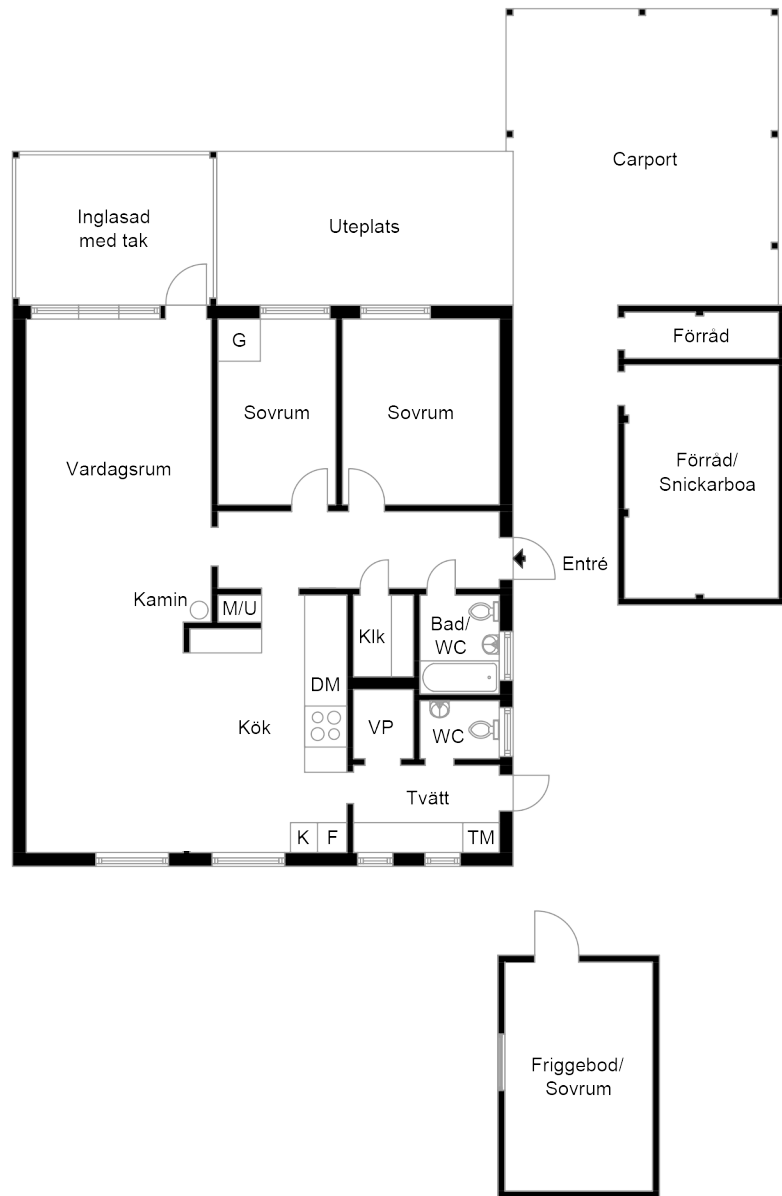 Carport
Inglasad
med tak
Uteplats
Förråd
G
Sovrum
Sovrum
Vardagsrum
Förråd/
Snickarboa
Entré
Kamin
M/U
Klk
Bad/
WC
DM
Kök
VP
WC
Tvätt
K
F
TM
Friggebod/
Sovrum